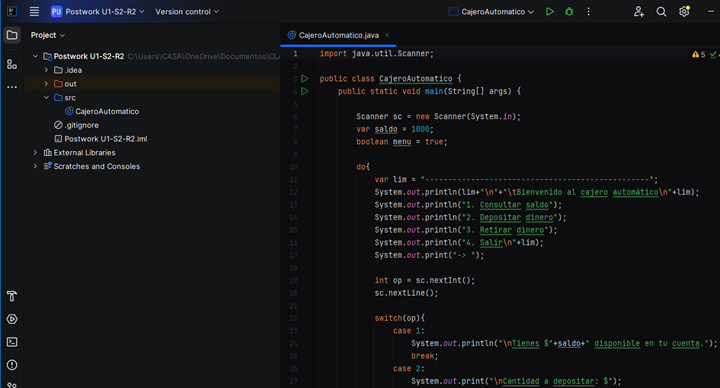 PU Postwork U1-S2-R2 Version control CajeroAutomatico
Project
CajeroAutomatico.java
Postwork U1-S2-R2 C:\Users\CASA\OneDrive\Documentos\CL
.idea
out
src
CajeroAutomatico
.gitignore
Postwork U1-S2-R2.iml
External Libraries
Scratches and Consoles
5
1 import java.util.Scanner;
2
3 public class CajeroAutomatico {
4 public static void main(String[] args) {
5
6 Scanner sc = new Scanner(System.in);
7 var saldo = 1000;
8 boolean menu = true;
9
10 do{
11 var lim = "-------------------------------------------------";
12 System.out.println(lim+"\n"+"\tBienvenido al cajero automático\n"+lim);
13 System.out.println("1. Consultar saldo");
14 System.out.println("2. Depositar dinero");
15 System.out.println("3. Retirar dinero");
16 System.out.println("4. Salir\n"+lim);
17 System.out.print("-> ");
18
19 int op = sc.nextInt();
20 sc.nextLine();
21
22 switch(op){
23 case 1:
24 System.out.println("\nTienes $"+saldo+" disponible en tu cuenta.");
25 break;
26 case 2:
27 System.out.print("\nCantidad a depositar: $");